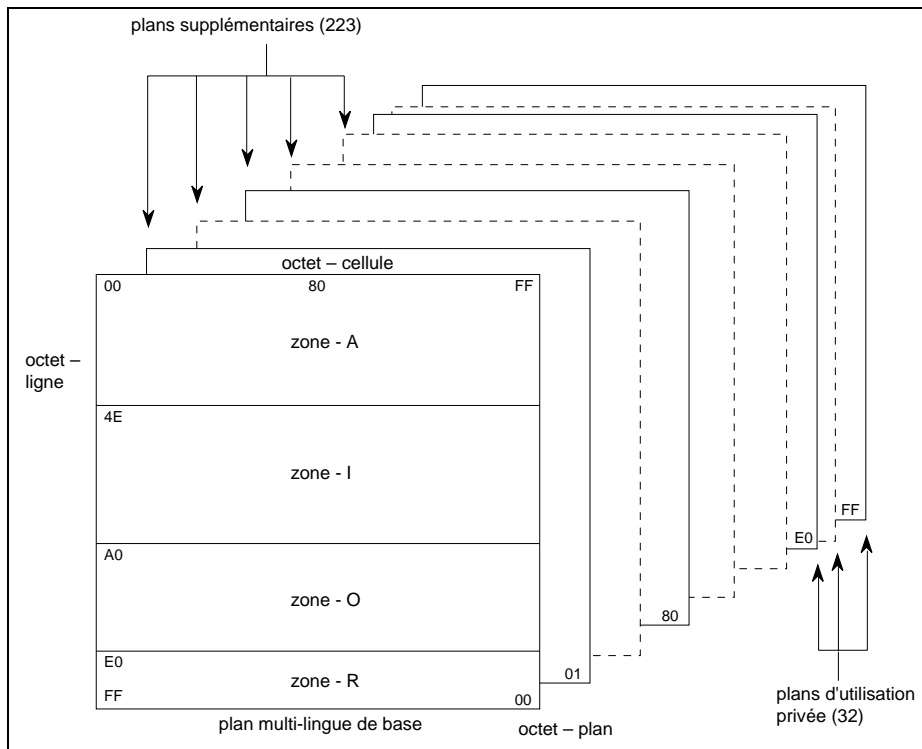 plans supplémentaires (223)
octet – cellule
00 80 FF
zone - A
octet –
ligne
4E
zone - I
A0
zone - O
E0
zone - R
FF
00
01
80
E0
FF
plan multi-lingue de base
octet – plan
plans d'utilisation
privée (32)